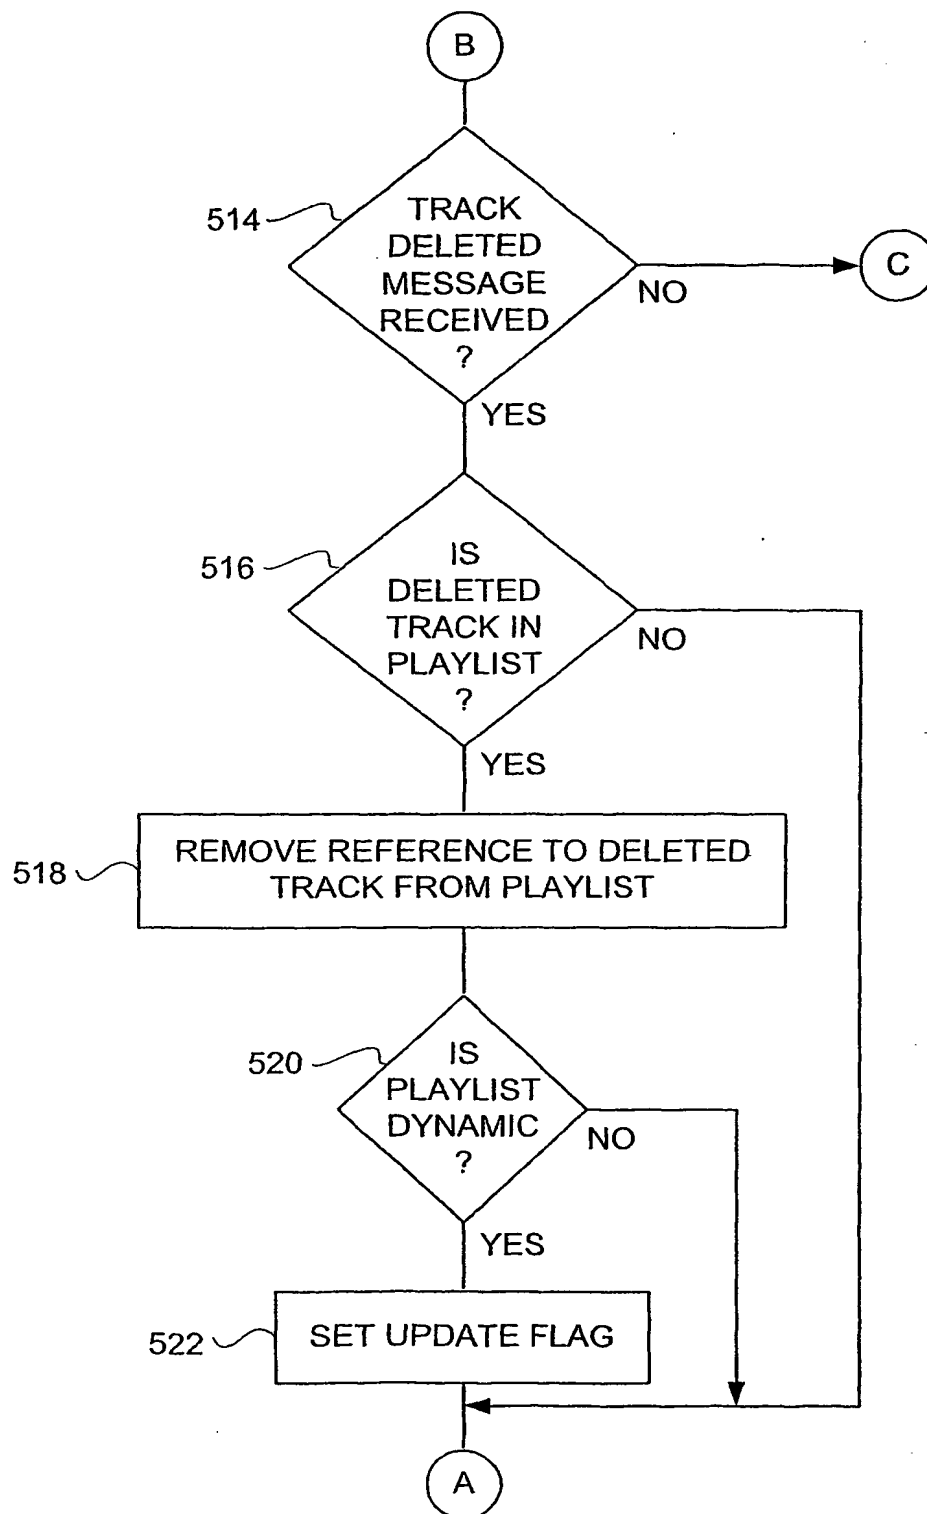 B
514
TRACK
DELETED
MESSAGE
RECEIVED
?
NO
C
YES
516
IS
DELETED
TRACK IN
PLAYLIST
?
NO
YES
518
REMOVE REFERENCE TO DELETED
TRACK FROM PLAYLIST
520
IS
PLAYLIST
DYNAMIC
?
NO
YES
522
SET UPDATE FLAG
A